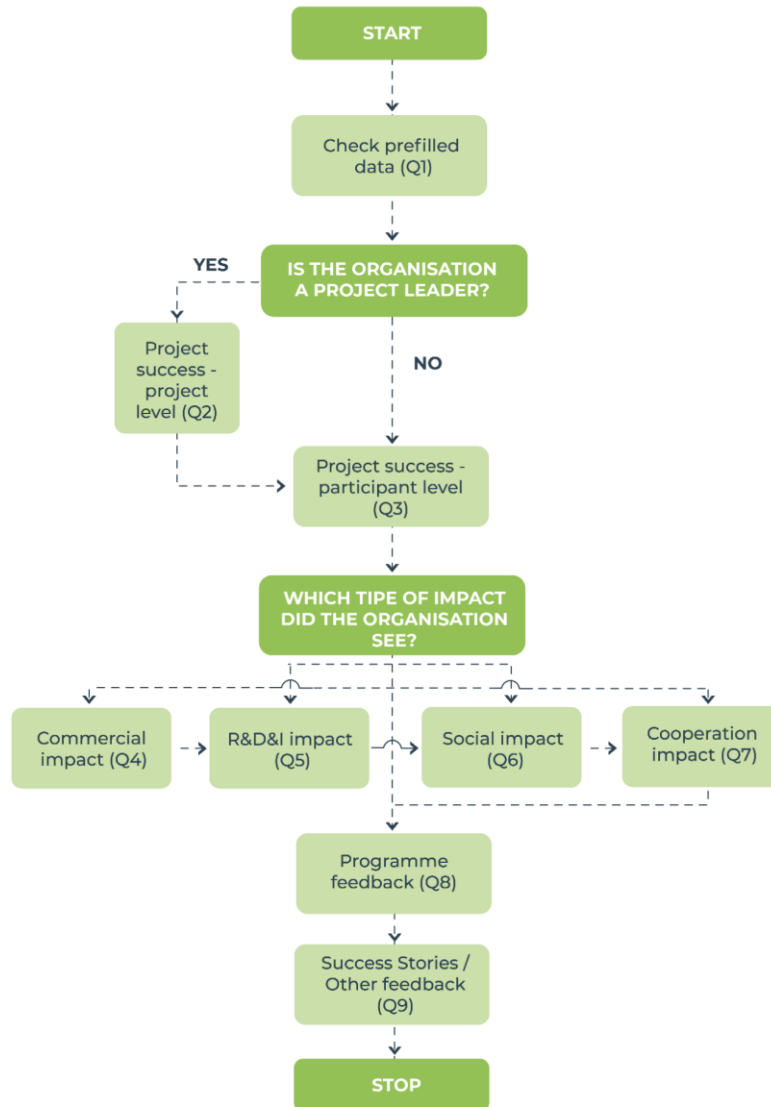 START
Check prefilled
data (Q1)
IS THE ORGANISATION
A PROJECT LEADER?
YES
NO
Project
success -
project
level (Q2)
Project success -
participant level
(Q3)
WHICH TIPE OF IMPACT
DID THE ORGANISATION
SEE?
Commercial
impact (Q4)
R&D&I impact
(Q5)
Social impact
(Q6)
Cooperation
impact (Q7)
Programme
feedback (Q8)
Success Stories /
Other feedback
(Q9)
STOP